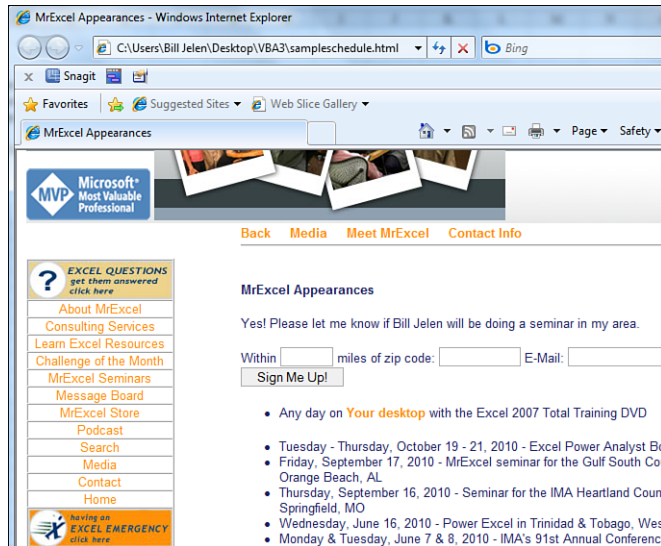 MrExcel Appearances - Windows Internet Explorer
C:\Users\Bill Jelen\Desktop\VBA3\sampleschedule.html
Bing
x Snagit
Favorites Suggested Sites Web Slice Gallery
MrExcel Appearances
Page Safety
MVP
Microsoft®
Most Valuable
Professional
Back Media Meet MrExcel Contact Info
? EXCEL QUESTIONS
get them answered
click here
About MrExcel
Consulting Services
Learn Excel Resources
Challenge of the Month
MrExcel Seminars
Message Board
MrExcel Store
Podcast
Search
Media
Contact
Home
having an
EXCEL EMERGENCY
click here
MrExcel Appearances
Yes! Please let me know if Bill Jelen will be doing a seminar in my area.
Within miles of zip code: E-Mail:
Sign Me Up!
• Any day on Your desktop with the Excel 2007 Total Training DVD
• Tuesday - Thursday, October 19 - 21, 2010 - Excel Power Analyst Bo
• Friday, September 17, 2010 - MrExcel seminar for the Gulf South Cou
Orange Beach, AL
• Thursday, September 16, 2010 - Seminar for the IMA Heartland Coun
Springfield, MO
• Wednesday, June 16, 2010 - Power Excel in Trinidad & Tobago, Wes
• Monday & Tuesday, June 7 & 8, 2010 - IMA's 91st Annual Conferenc